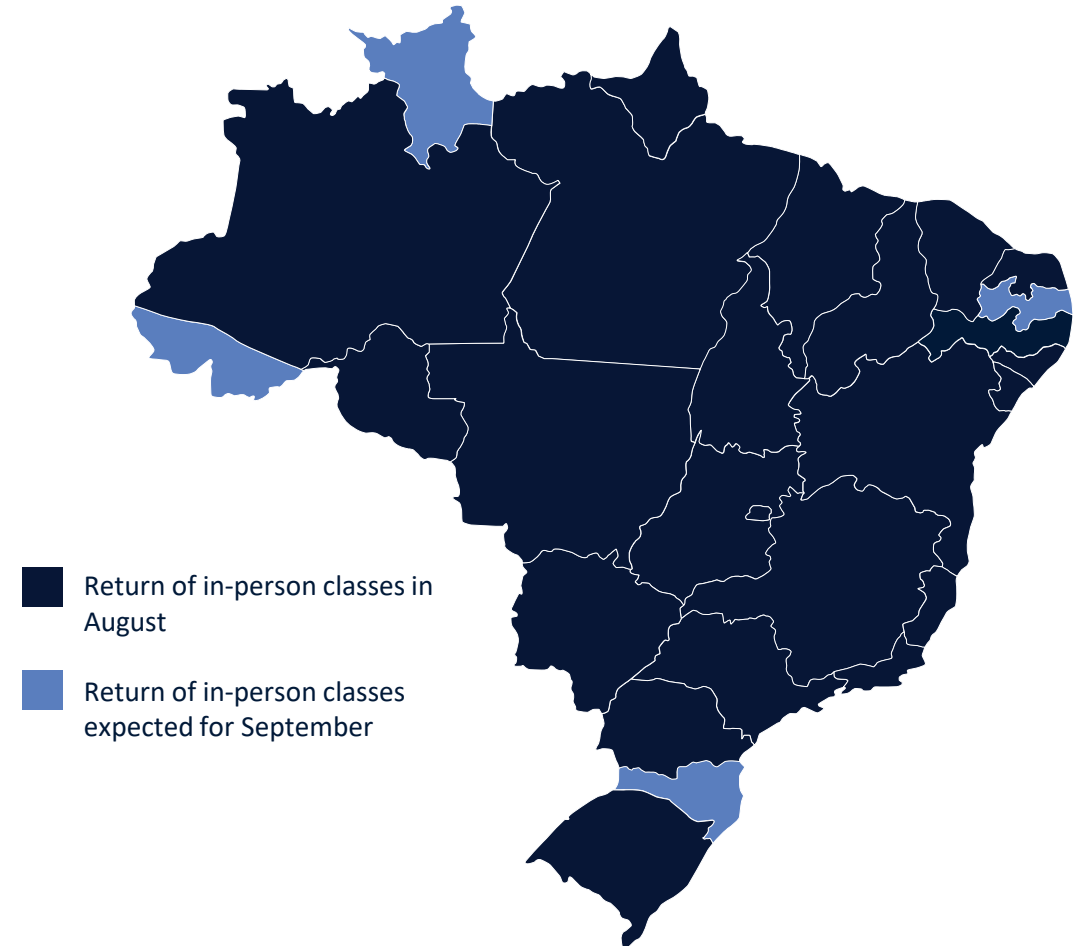 Return of in-person classes in
August
Return of in-person classes
expected for September